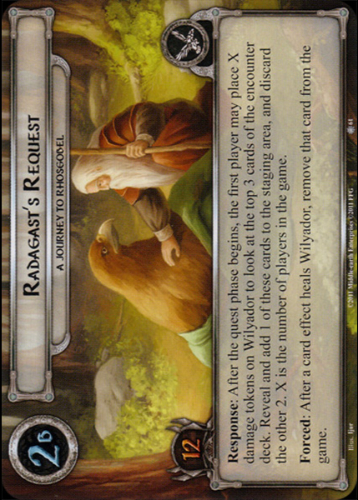 2B
RADAGAST'S REQUEST
A JOURNEY TO RHOSGOBEL
12
Response: After the quest phase begins, the first player may place X
damage tokens on Wilyador to look at the top 3 cards of the encounter
deck. Reveal and add 1 of these cards to the staging area, and discard
the other 2. X is the number of players in the game.
Forced: After a card effect heals Wilyador, remove that card from the
game.
Illus. Ijur ©2011 Middle-earth Enterprises ©2011 FFG 44